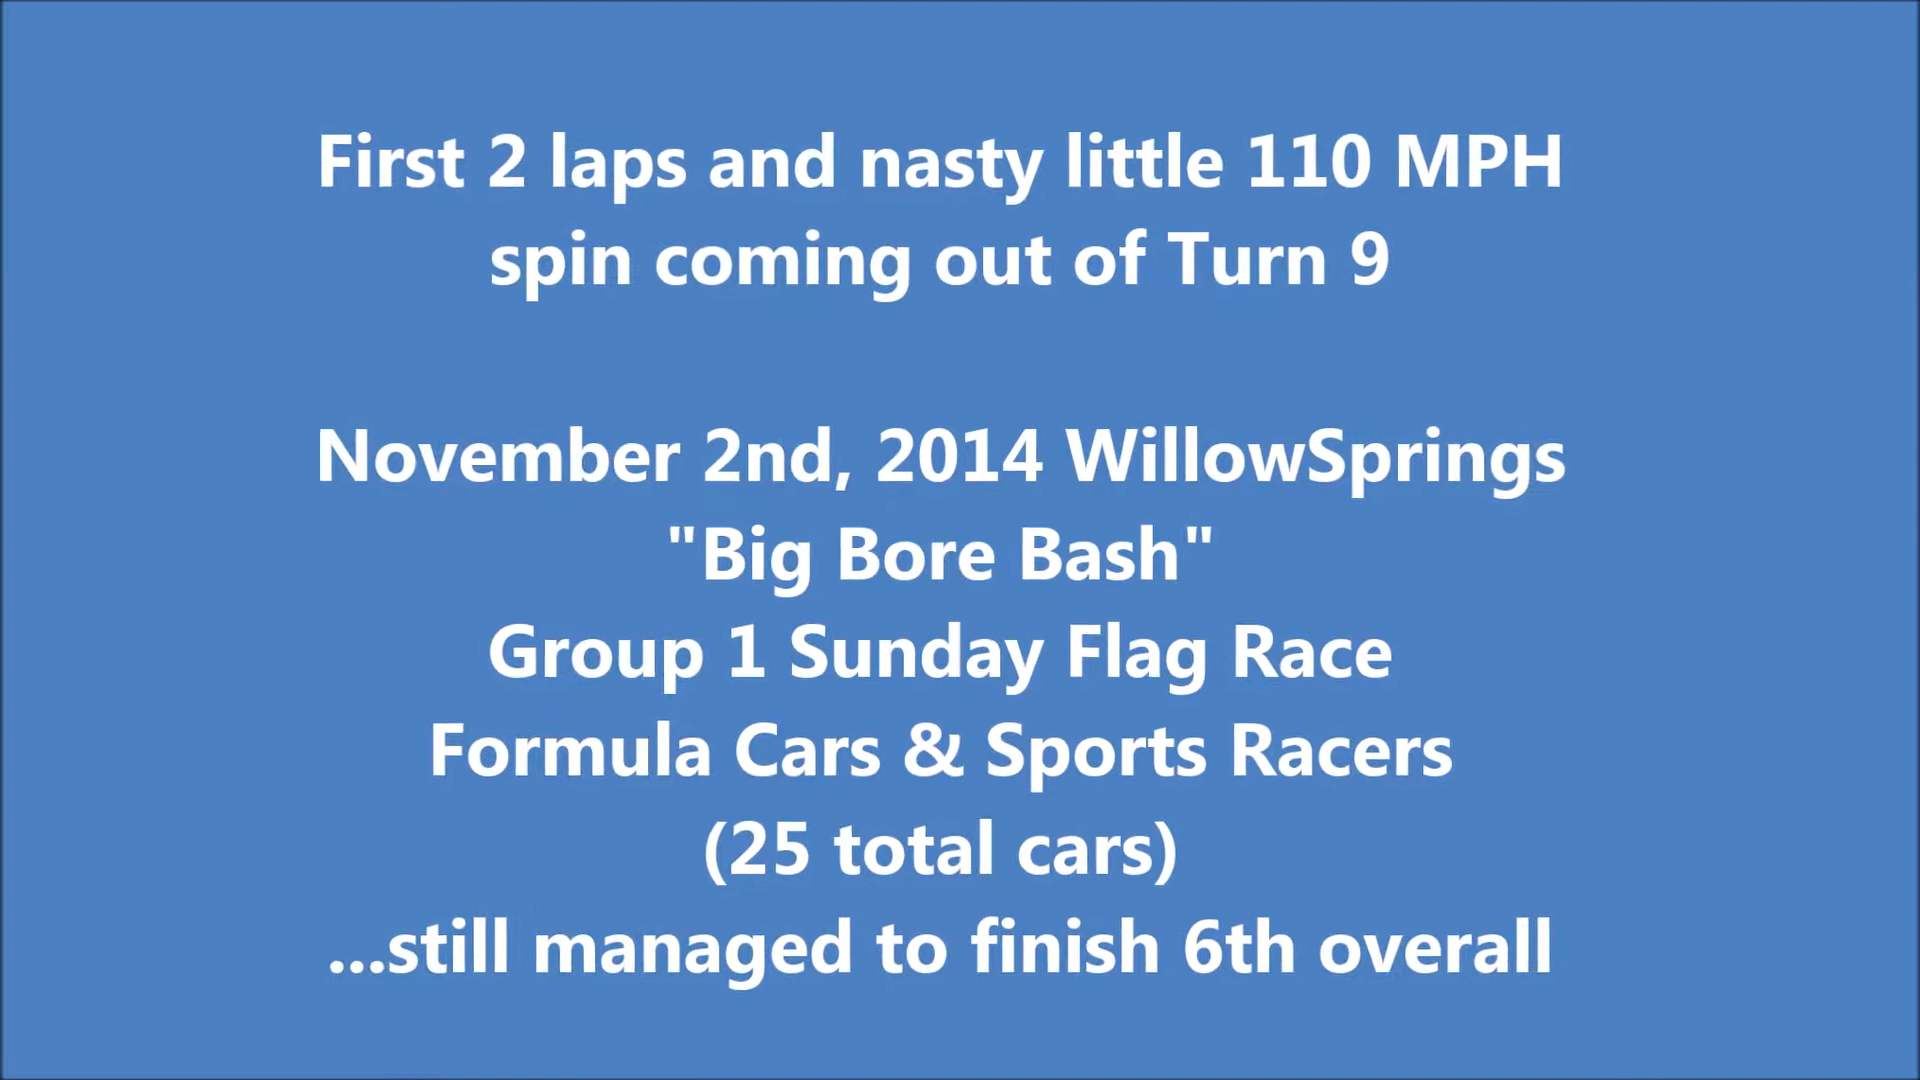 First 2 laps and nasty little 110 MPH
spin coming out of Turn 9
November 2nd, 2014 WillowSprings
"Big Bore Bash"
Group 1 Sunday Flag Race
Formula Cars & Sports Racers
(25 total cars)
...still managed to finish 6th overall